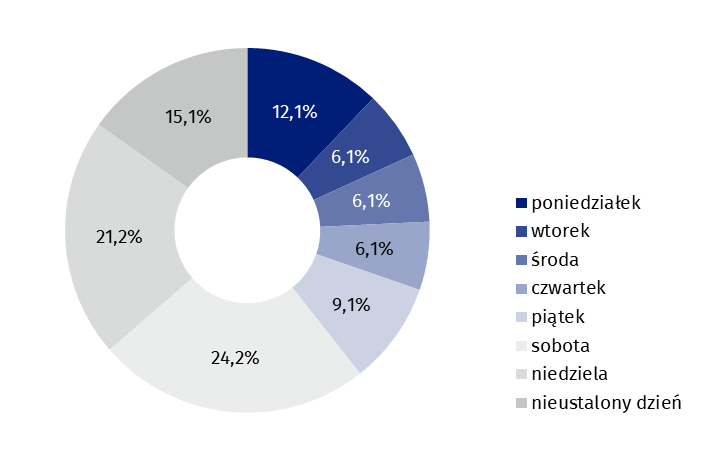 15,1%
12,1%
6,1%
6,1%
21,2%
6,1%
9,1%
24,2%
poniedziałek
wtorek
środa
czwartek
piątek
sobota
niedziela
nieustalony dzień